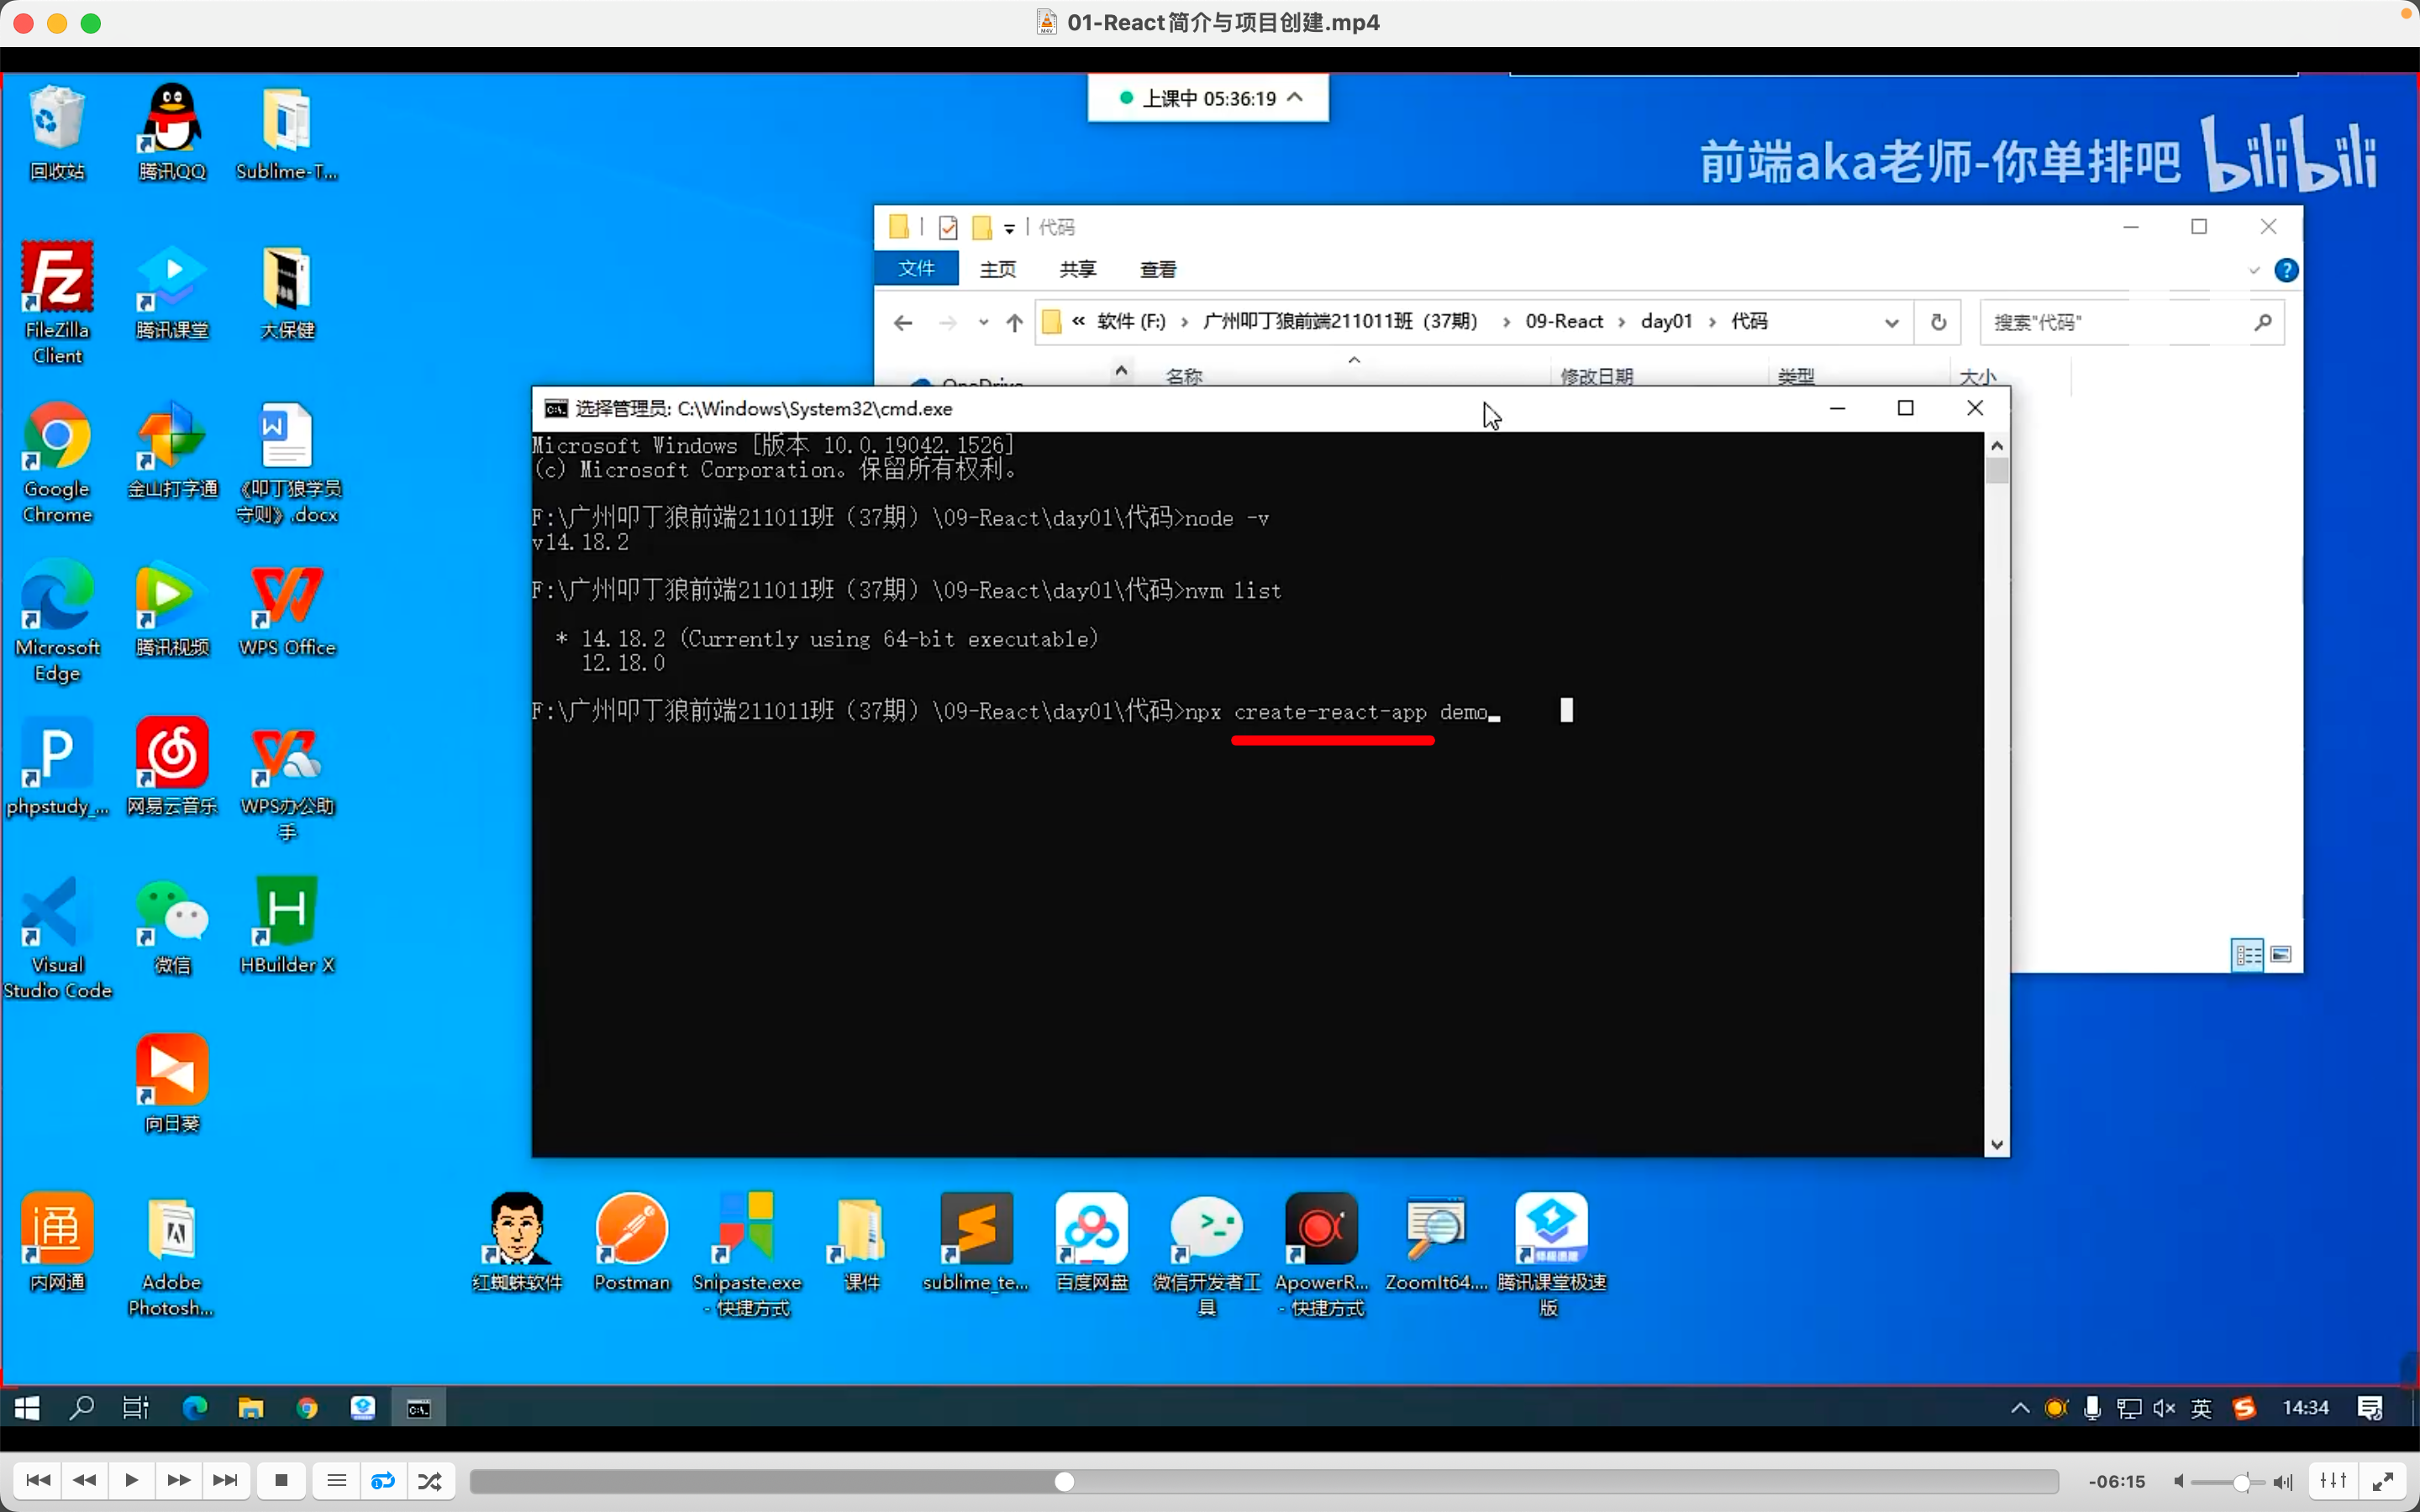 01-React简介与项目创建.mp4
上课中 05:36:19
前端aka老师-你单排吧 bilibili
回收站
腾讯QQ
Sublime-T...
FileZilla
Client
腾讯课堂
大保健
Google
Chrome
金山打字通
《叩丁狼学员
守则》.docx
Microsoft
Edge
腾讯视频
WPS Office
phpstudy_...
网易云音乐
WPS办公助
手
Visual
Studio Code
微信
HBuilder X
向日葵
内网通
Adobe
Photosh...
代码
文件 主页 共享 查看
« 软件 (F:) › 广州叩丁狼前端211011班（37期） › 09-React › day01 › 代码
搜索"代码"
OneDrive
名称 修改日期 类型 大小
选择管理员: C:\Windows\System32\cmd.exe
Microsoft Windows [版本 10.0.19042.1526]
(c) Microsoft Corporation。保留所有权利。
F:\广州叩丁狼前端211011班（37期）\09-React\day01\代码>node -v
v14.18.2
F:\广州叩丁狼前端211011班（37期）\09-React\day01\代码>nvm list
* 14.18.2 (Currently using 64-bit executable)
12.18.0
F:\广州叩丁狼前端211011班（37期）\09-React\day01\代码>npx create-react-app demo
红蜘蛛软件
Postman
Snipaste.exe
- 快捷方式
课件
sublime_te...
百度网盘
微信开发者工
具
ApowerR...
- 快捷方式
ZoomIt64....
腾讯课堂极速
版
英
14:34
-06:15